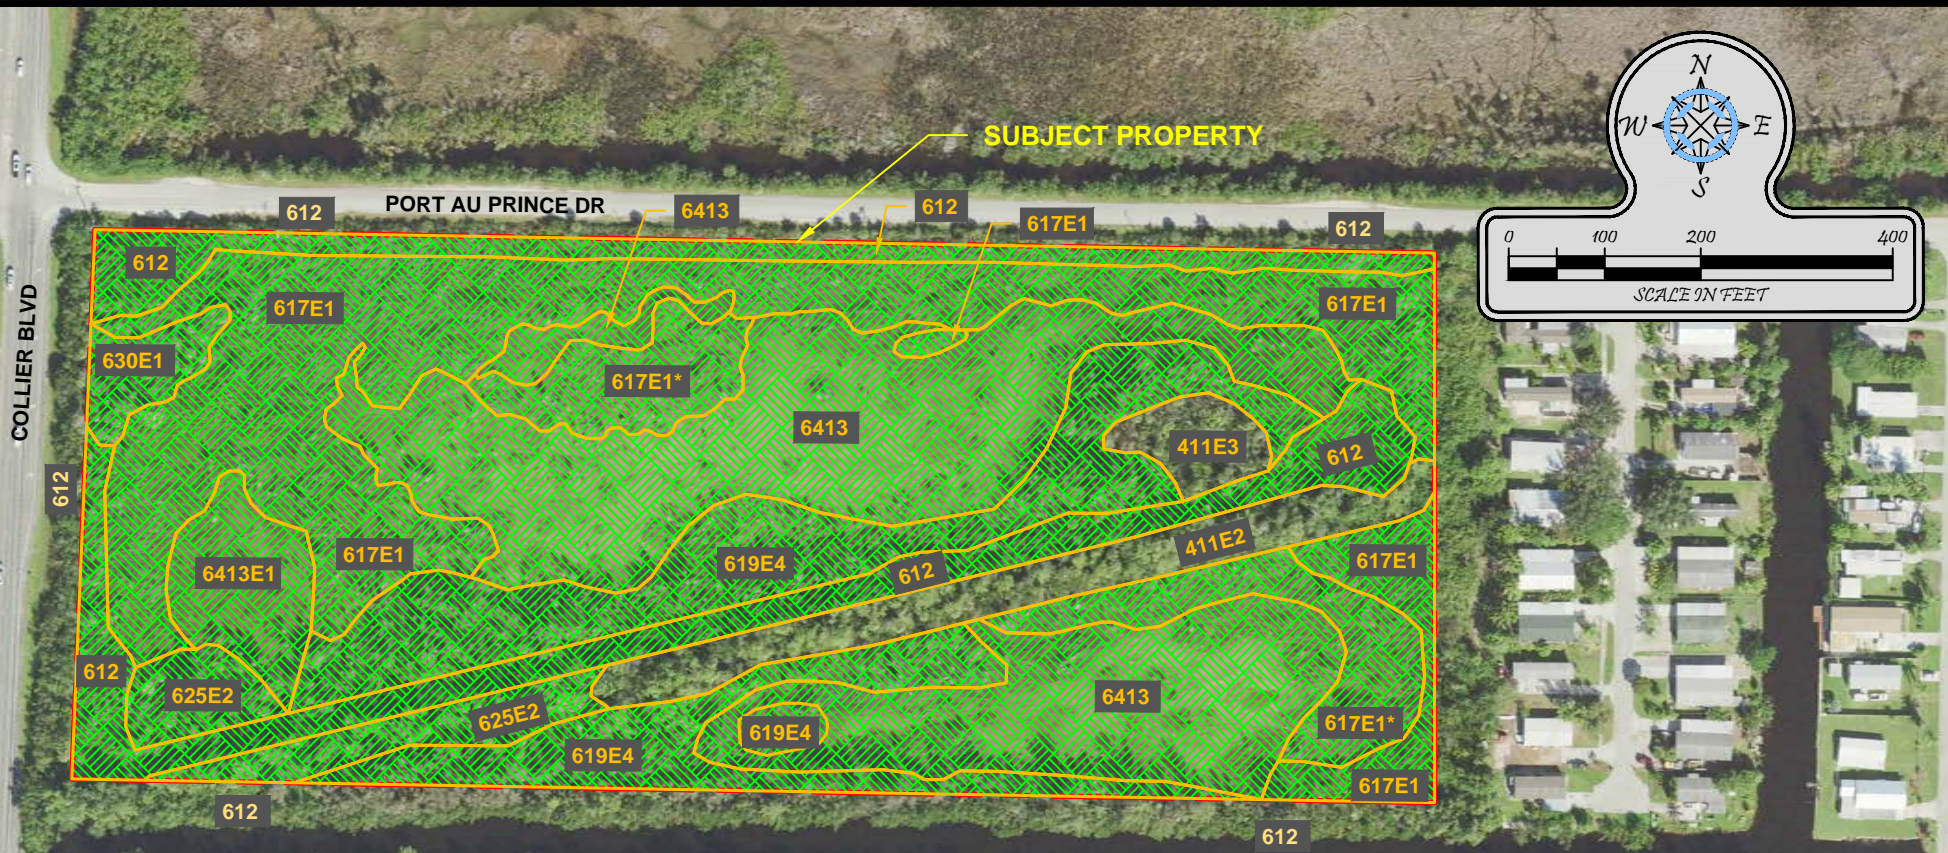 SUBJECT PROPERTY
N
W E
S
0 100 200 400
SCALE IN FEET
612
PORT AU PRINCE DR
6413
612
617E1
612
612
617E1
617E1
COLLIER BLVD
630E1
617E1*
6413
411E3
612
612
411E2
617E1
619E4
612
617E1
6413E1
612
625E2
6413
625E2
617E1*
619E4
619E4
617E1
612
612